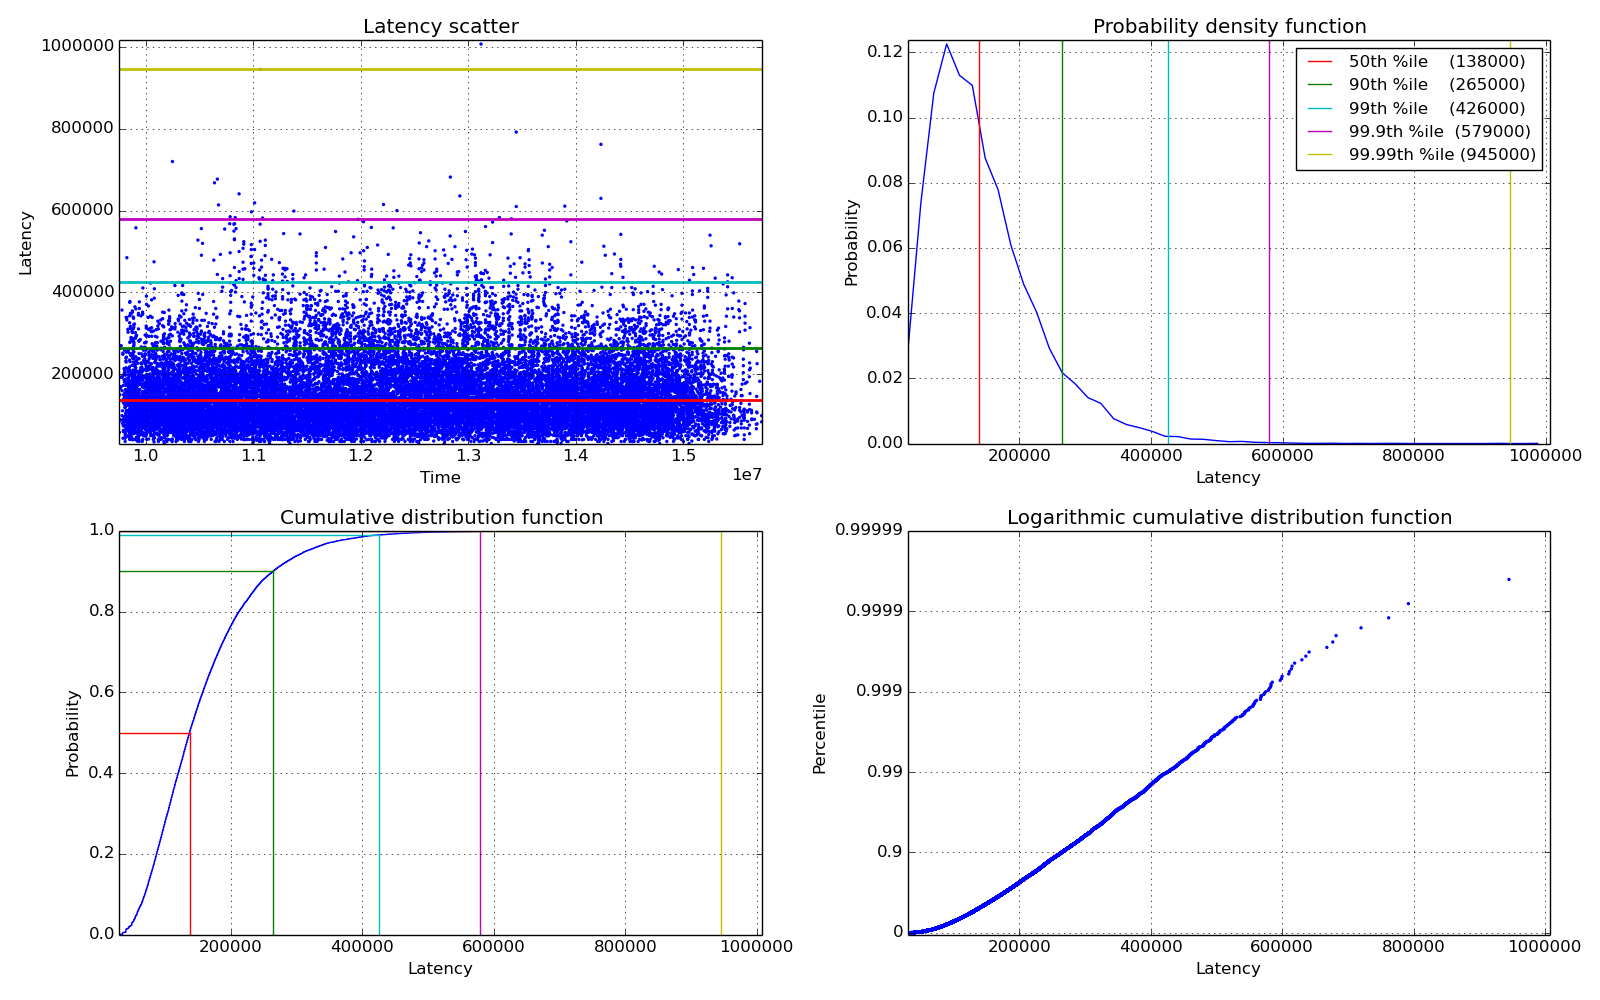 Latency scatter
1000000
800000
600000
400000
200000
Latency
1.0 1.1 1.2 1.3 1.4 1.5
1e7
Time
Probability density function
0.12
0.10
0.08
0.06
0.04
0.02
0.00
Probability
50th %ile (138000)
90th %ile (265000)
99th %ile (426000)
99.9th %ile (579000)
99.99th %ile (945000)
200000 400000 600000 800000 1000000
Latency
Cumulative distribution function
1.0
0.8
0.6
0.4
0.2
0.0
Probability
200000 400000 600000 800000 1000000
Latency
Logarithmic cumulative distribution function
0.99999
0.9999
0.999
0.99
0.9
0
Percentile
200000 400000 600000 800000 1000000
Latency